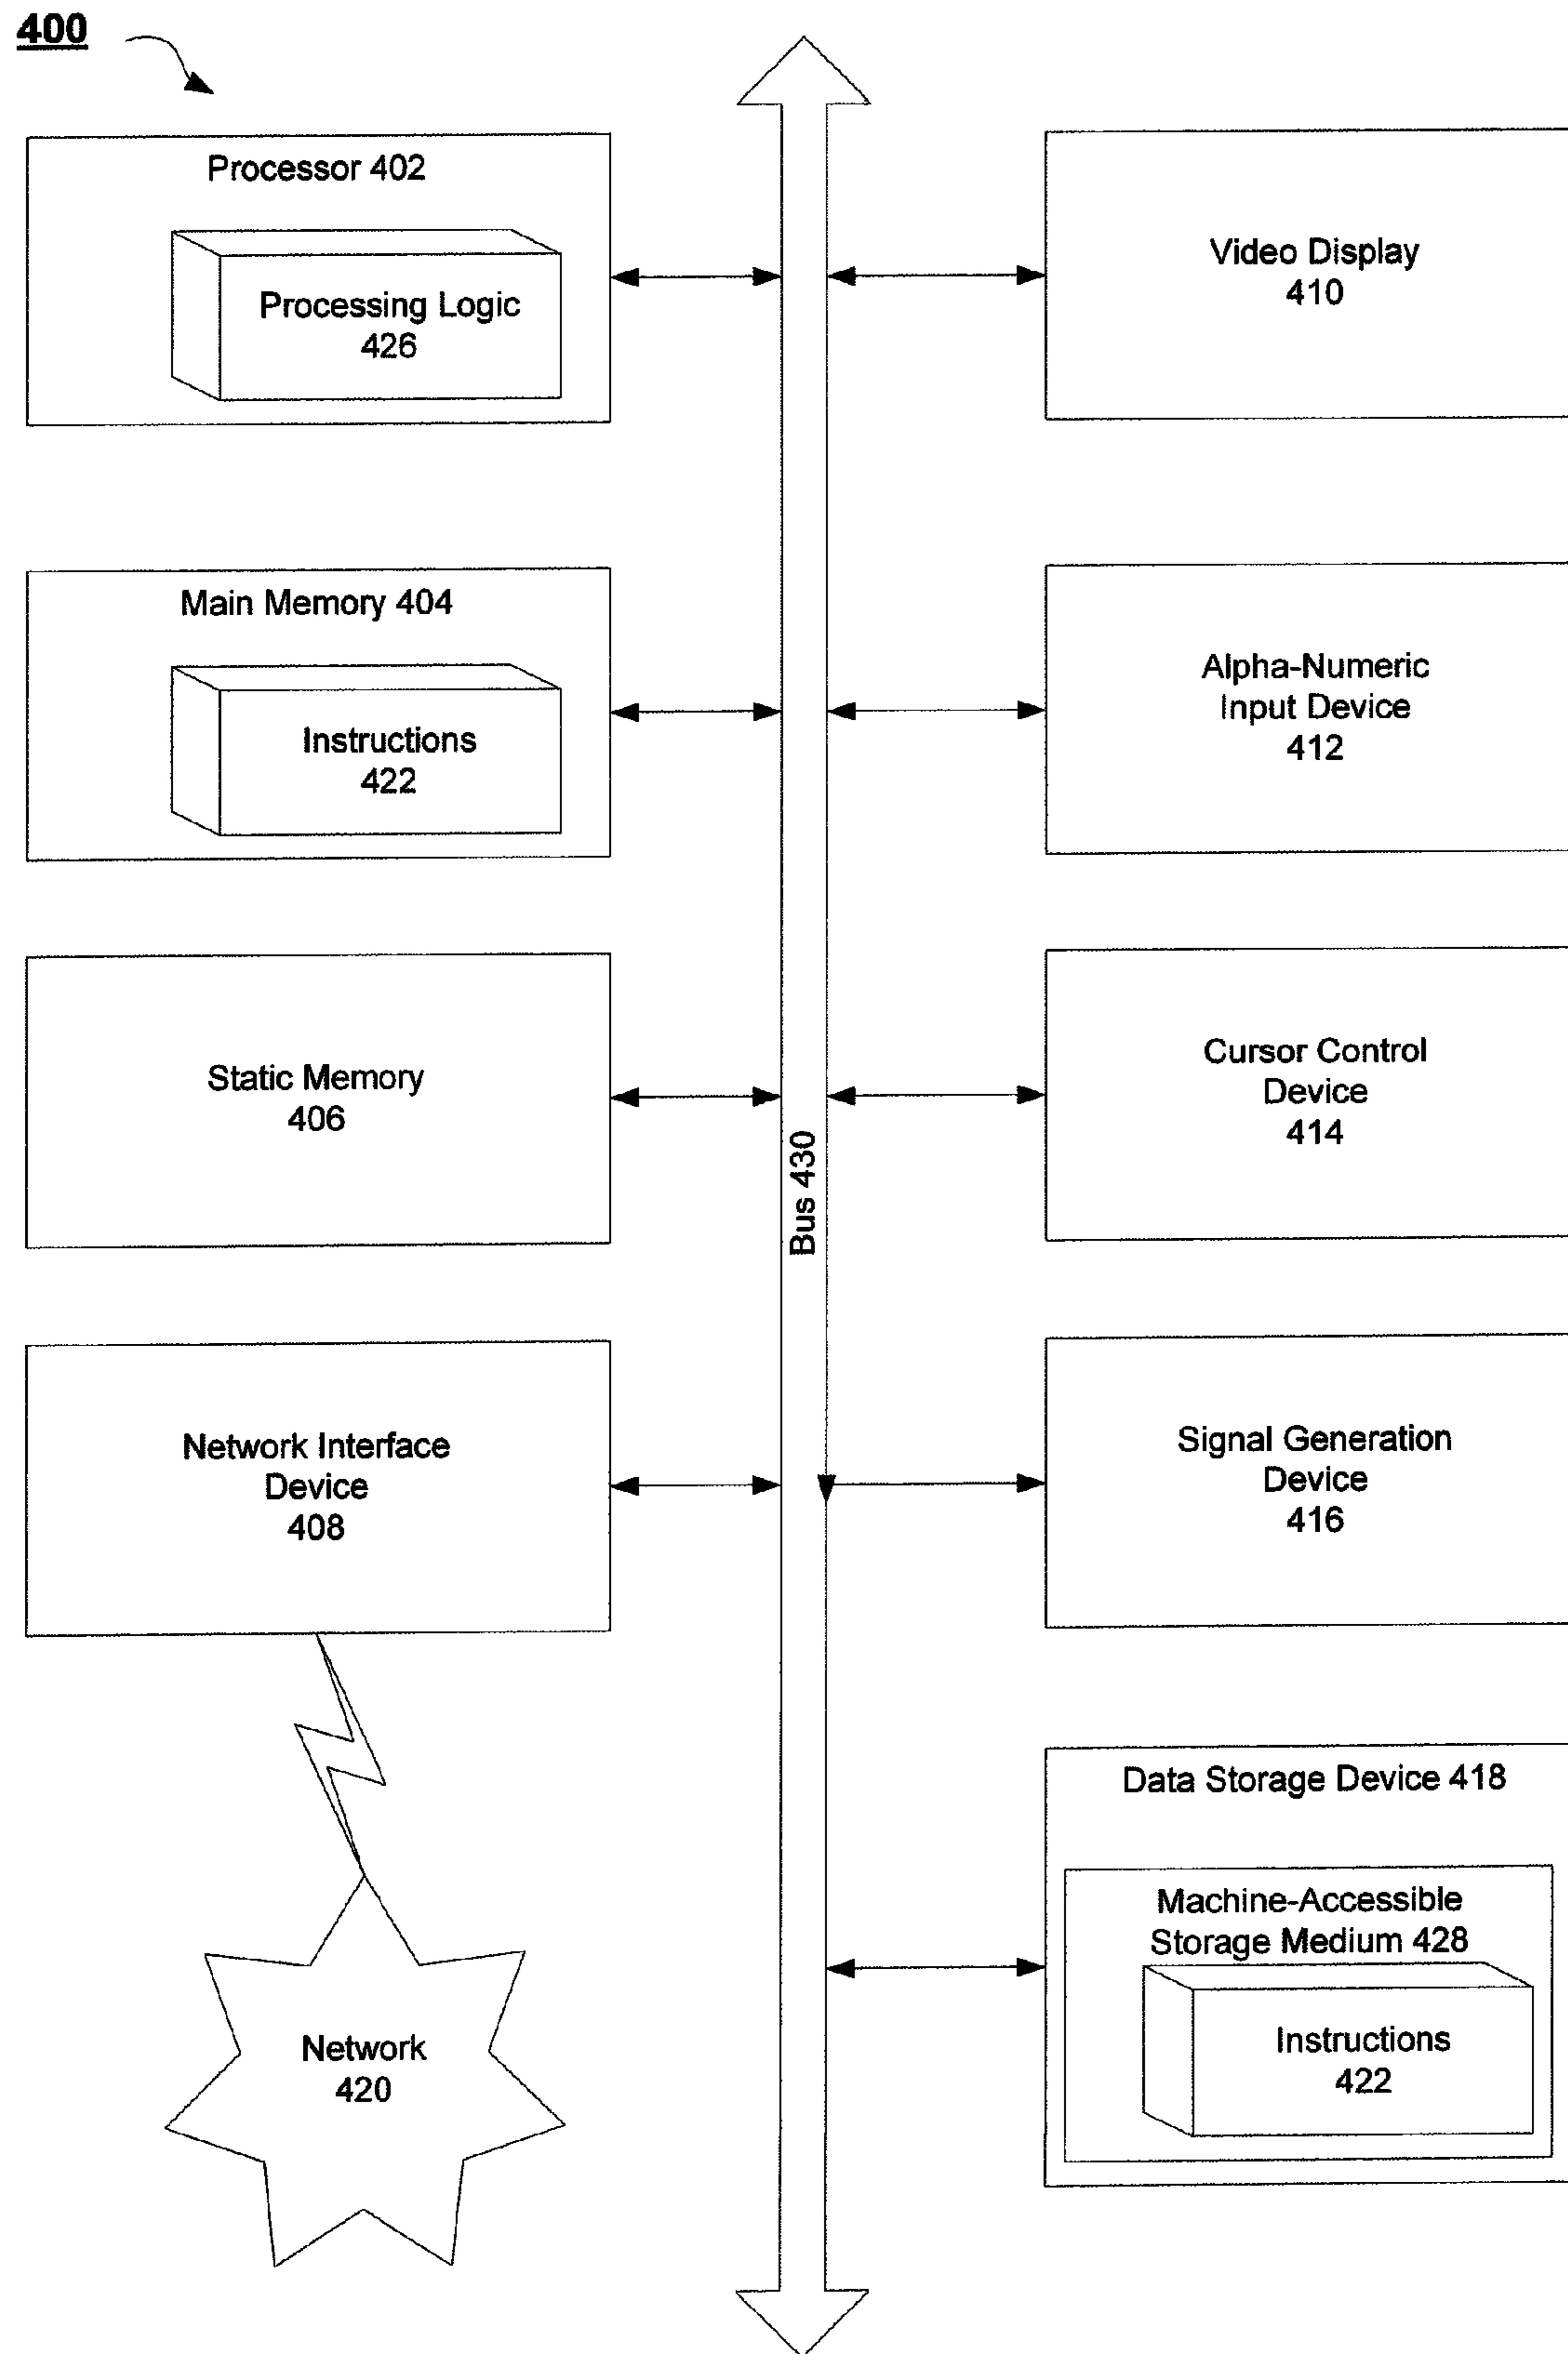 400
Processor 402
Processing Logic
426
Main Memory 404
Instructions
422
Static Memory
406
Network Interface
Device
408
Network
420
Bus 430
Video Display
410
Alpha-Numeric
Input Device
412
Cursor Control
Device
414
Signal Generation
Device
416
Data Storage Device 418
Machine-Accessible
Storage Medium 428
Instructions
422